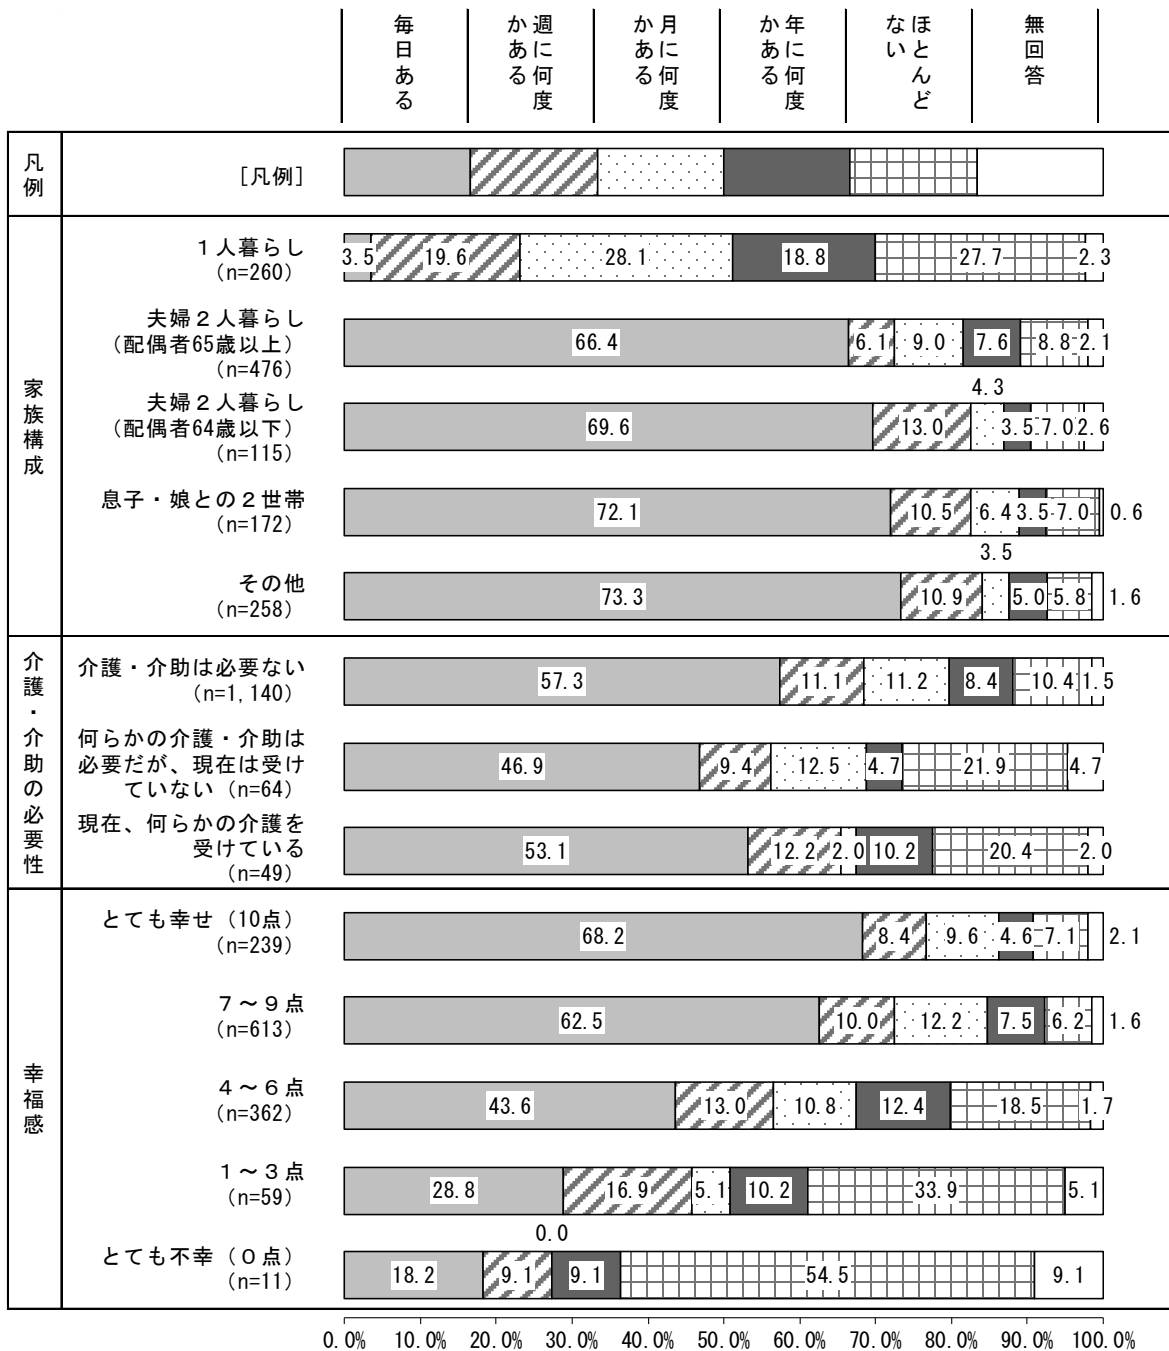 毎日ある
週に何度
かある
月に何度
かある
年に何度
かある
ほとんど
ない
無回答
凡例
[凡例]
家族構成
1人暮らし
(n=260)
3.5 19.6 28.1 18.8 27.7 2.3
夫婦2人暮らし
(配偶者65歳以上)
(n=476)
66.4 6.1 9.0 7.6 8.8 2.1
4.3
夫婦2人暮らし
(配偶者64歳以下)
(n=115)
69.6 13.0 3.5 7.0 2.6
息子・娘との2世帯
(n=172)
72.1 10.5 6.4 3.5 7.0 0.6
3.5
その他
(n=258)
73.3 10.9 5.0 5.8 1.6
介護・介助の必要性
介護・介助は必要ない
(n=1,140)
57.3 11.1 11.2 8.4 10.4 1.5
何らかの介護・介助は
必要だが、現在は受け
ていない(n=64)
46.9 9.4 12.5 4.7 21.9 4.7
現在、何らかの介護を
受けている
(n=49)
53.1 12.2 2.0 10.2 20.4 2.0
幸福感
とても幸せ(10点)
(n=239)
68.2 8.4 9.6 4.6 7.1 2.1
7~9点
(n=613)
62.5 10.0 12.2 7.5 6.2 1.6
4~6点
(n=362)
43.6 13.0 10.8 12.4 18.5 1.7
1~3点
(n=59)
28.8 16.9 5.1 10.2 33.9 5.1
0.0
とても不幸(0点)
(n=11)
18.2 9.1 9.1 54.5 9.1
0.0% 10.0% 20.0% 30.0% 40.0% 50.0% 60.0% 70.0% 80.0% 90.0% 100.0%